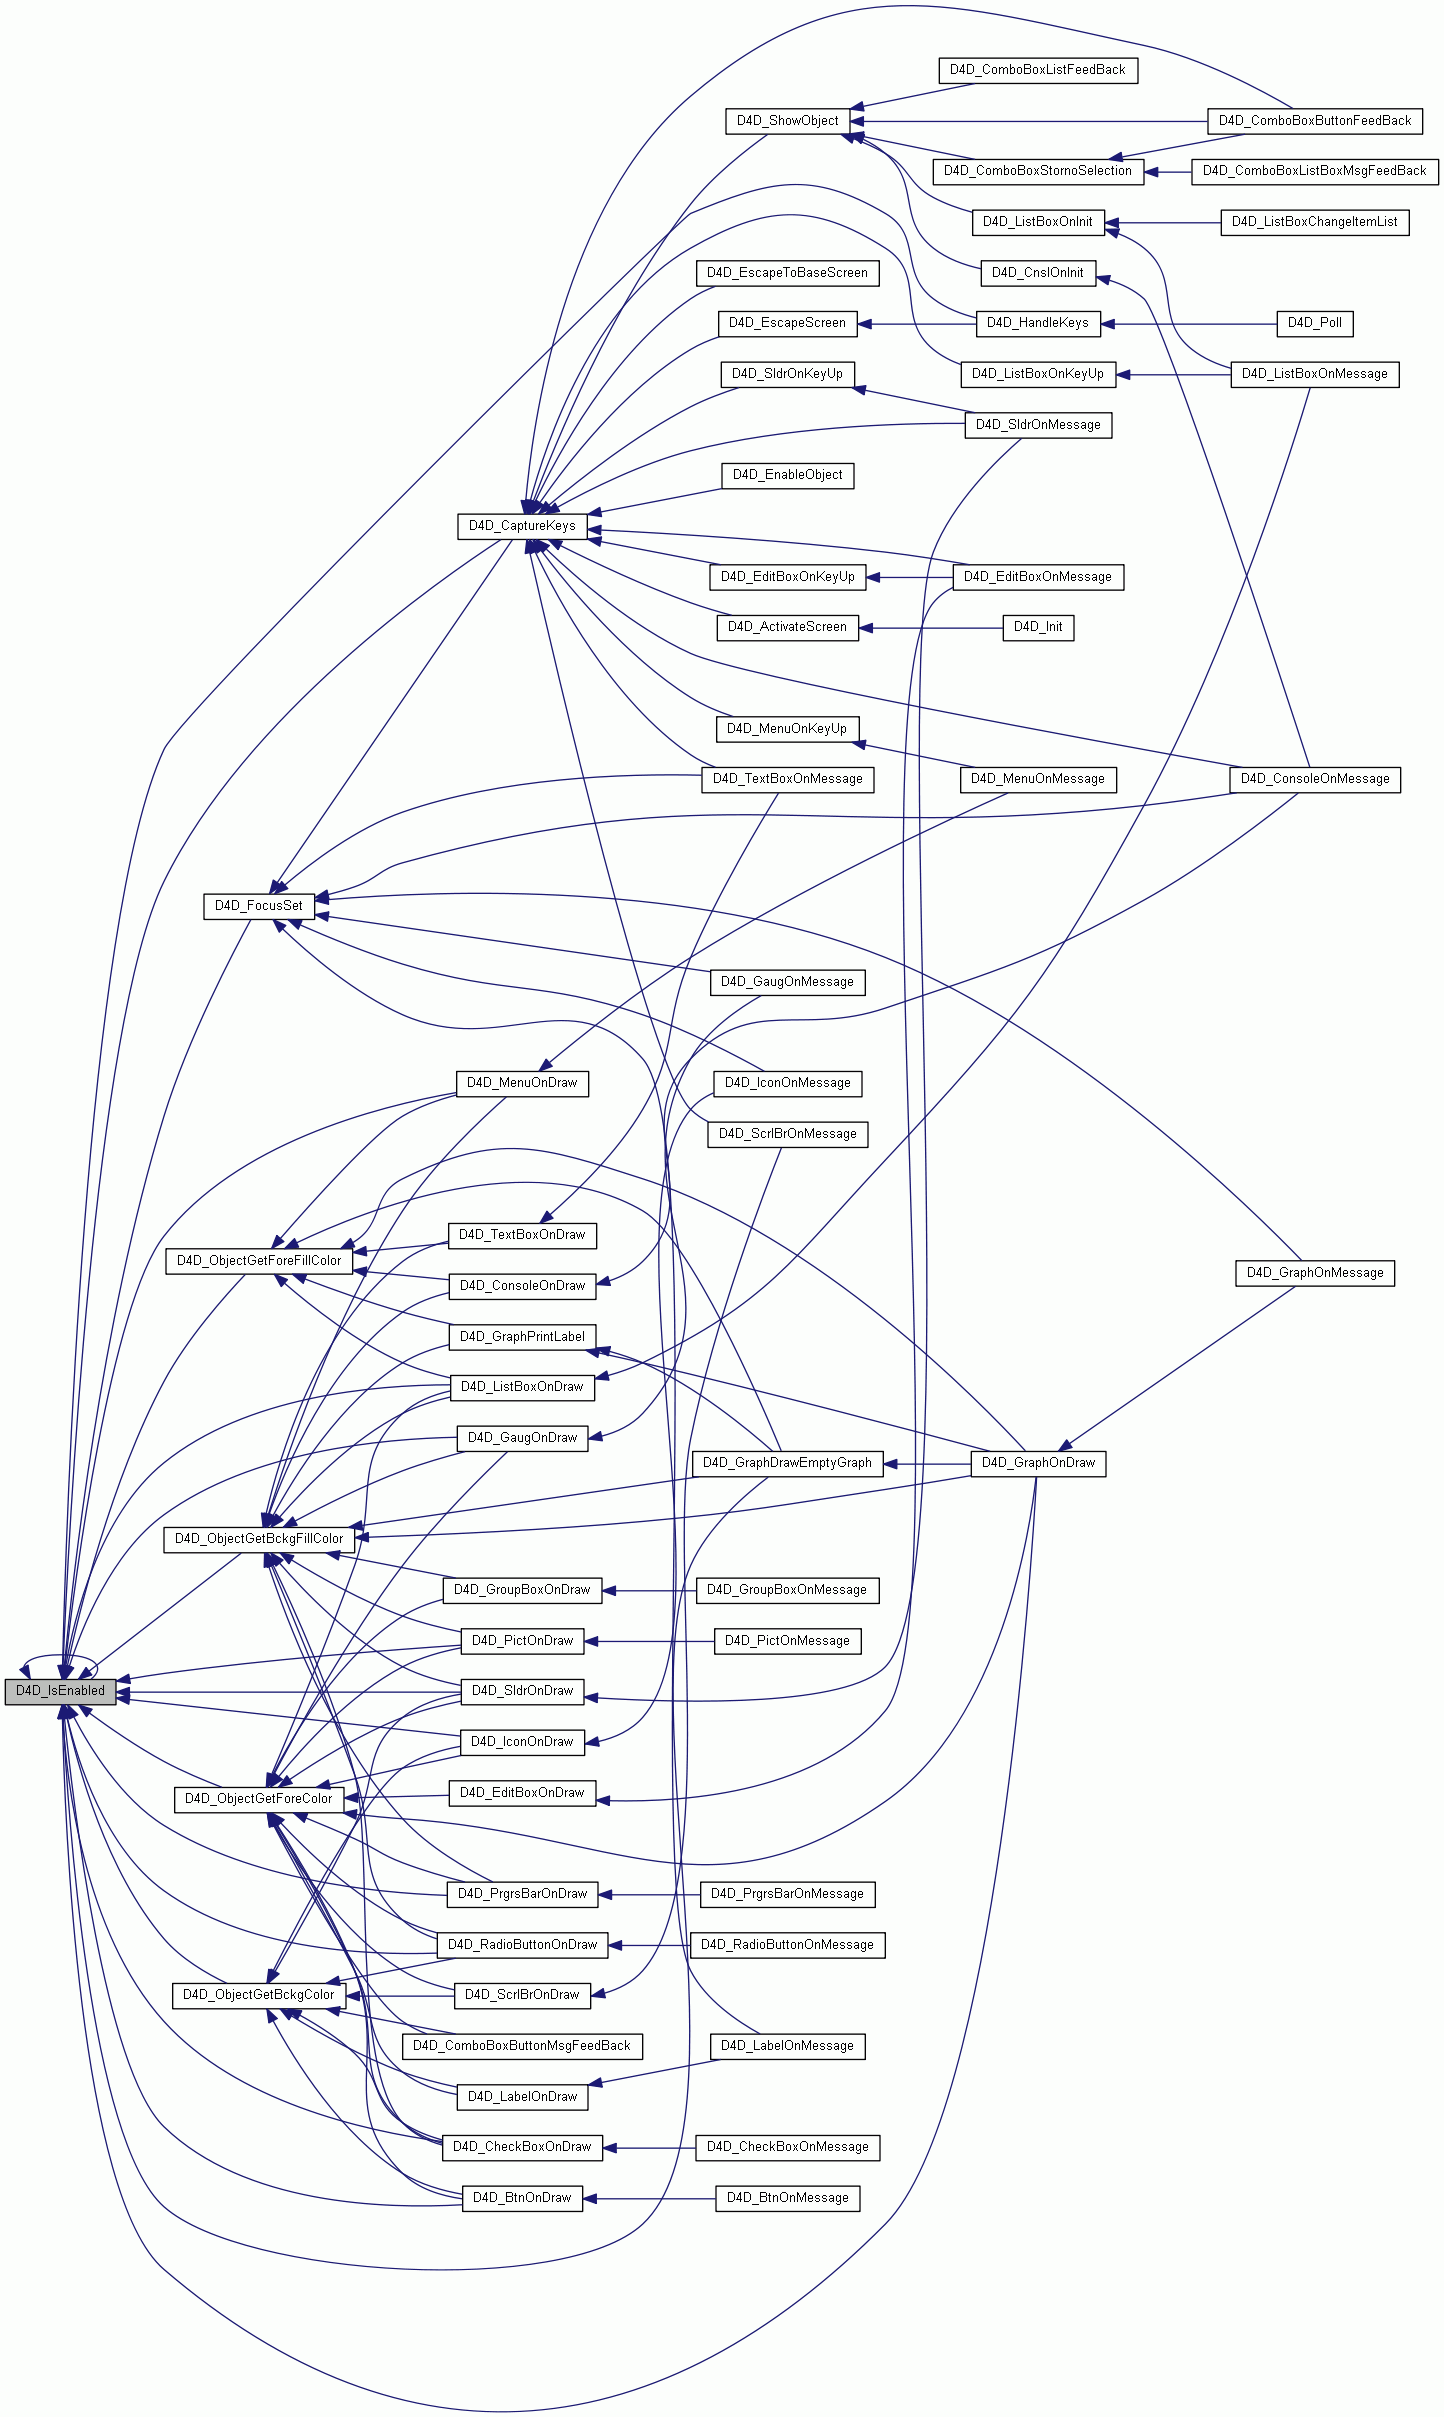 D4D_ComboBoxListFeedBack
D4D_ShowObject
D4D_ComboBoxButtonFeedBack
D4D_ComboBoxStornoSelection
D4D_ComboBoxListBoxMsgFeedBack
D4D_ListBoxOnInit
D4D_ListBoxChangeItemList
D4D_EscapeToBaseScreen
D4D_CnslOnInit
D4D_EscapeScreen
D4D_HandleKeys
D4D_Poll
D4D_SldrOnKeyUp
D4D_ListBoxOnKeyUp
D4D_ListBoxOnMessage
D4D_SldrOnMessage
D4D_EnableObject
D4D_CaptureKeys
D4D_EditBoxOnKeyUp
D4D_EditBoxOnMessage
D4D_ActivateScreen
D4D_Init
D4D_MenuOnKeyUp
D4D_TextBoxOnMessage
D4D_MenuOnMessage
D4D_ConsoleOnMessage
D4D_FocusSet
D4D_GaugOnMessage
D4D_MenuOnDraw
D4D_IconOnMessage
D4D_ScrlBrOnMessage
D4D_TextBoxOnDraw
D4D_ObjectGetForeFillColor
D4D_GraphOnMessage
D4D_ConsoleOnDraw
D4D_GraphPrintLabel
D4D_ListBoxOnDraw
D4D_GaugOnDraw
D4D_GraphDrawEmptyGraph
D4D_GraphOnDraw
D4D_ObjectGetBckgFillColor
D4D_GroupBoxOnDraw
D4D_GroupBoxOnMessage
D4D_PictOnDraw
D4D_PictOnMessage
D4D_IsEnabled
D4D_SldrOnDraw
D4D_IconOnDraw
D4D_ObjectGetForeColor
D4D_EditBoxOnDraw
D4D_PrgrsBarOnDraw
D4D_PrgrsBarOnMessage
D4D_RadioButtonOnDraw
D4D_RadioButtonOnMessage
D4D_ObjectGetBckgColor
D4D_ScrlBrOnDraw
D4D_ComboBoxButtonMsgFeedBack
D4D_LabelOnMessage
D4D_LabelOnDraw
D4D_CheckBoxOnDraw
D4D_CheckBoxOnMessage
D4D_BtnOnDraw
D4D_BtnOnMessage